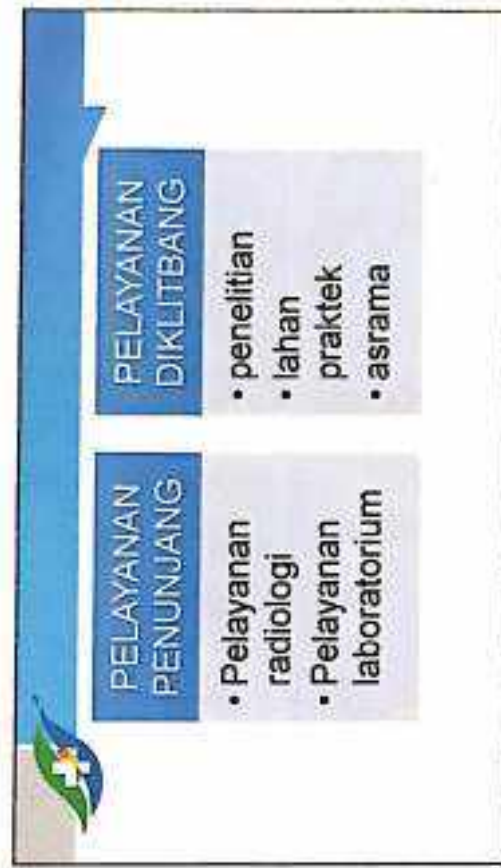 PELAYANAN
PENUNJANG
• Pelayanan
radiologi
• Pelayanan
laboratorium
PELAYANAN
DIKLITBANG
• penelitian
• lahan
praktek
• asrama